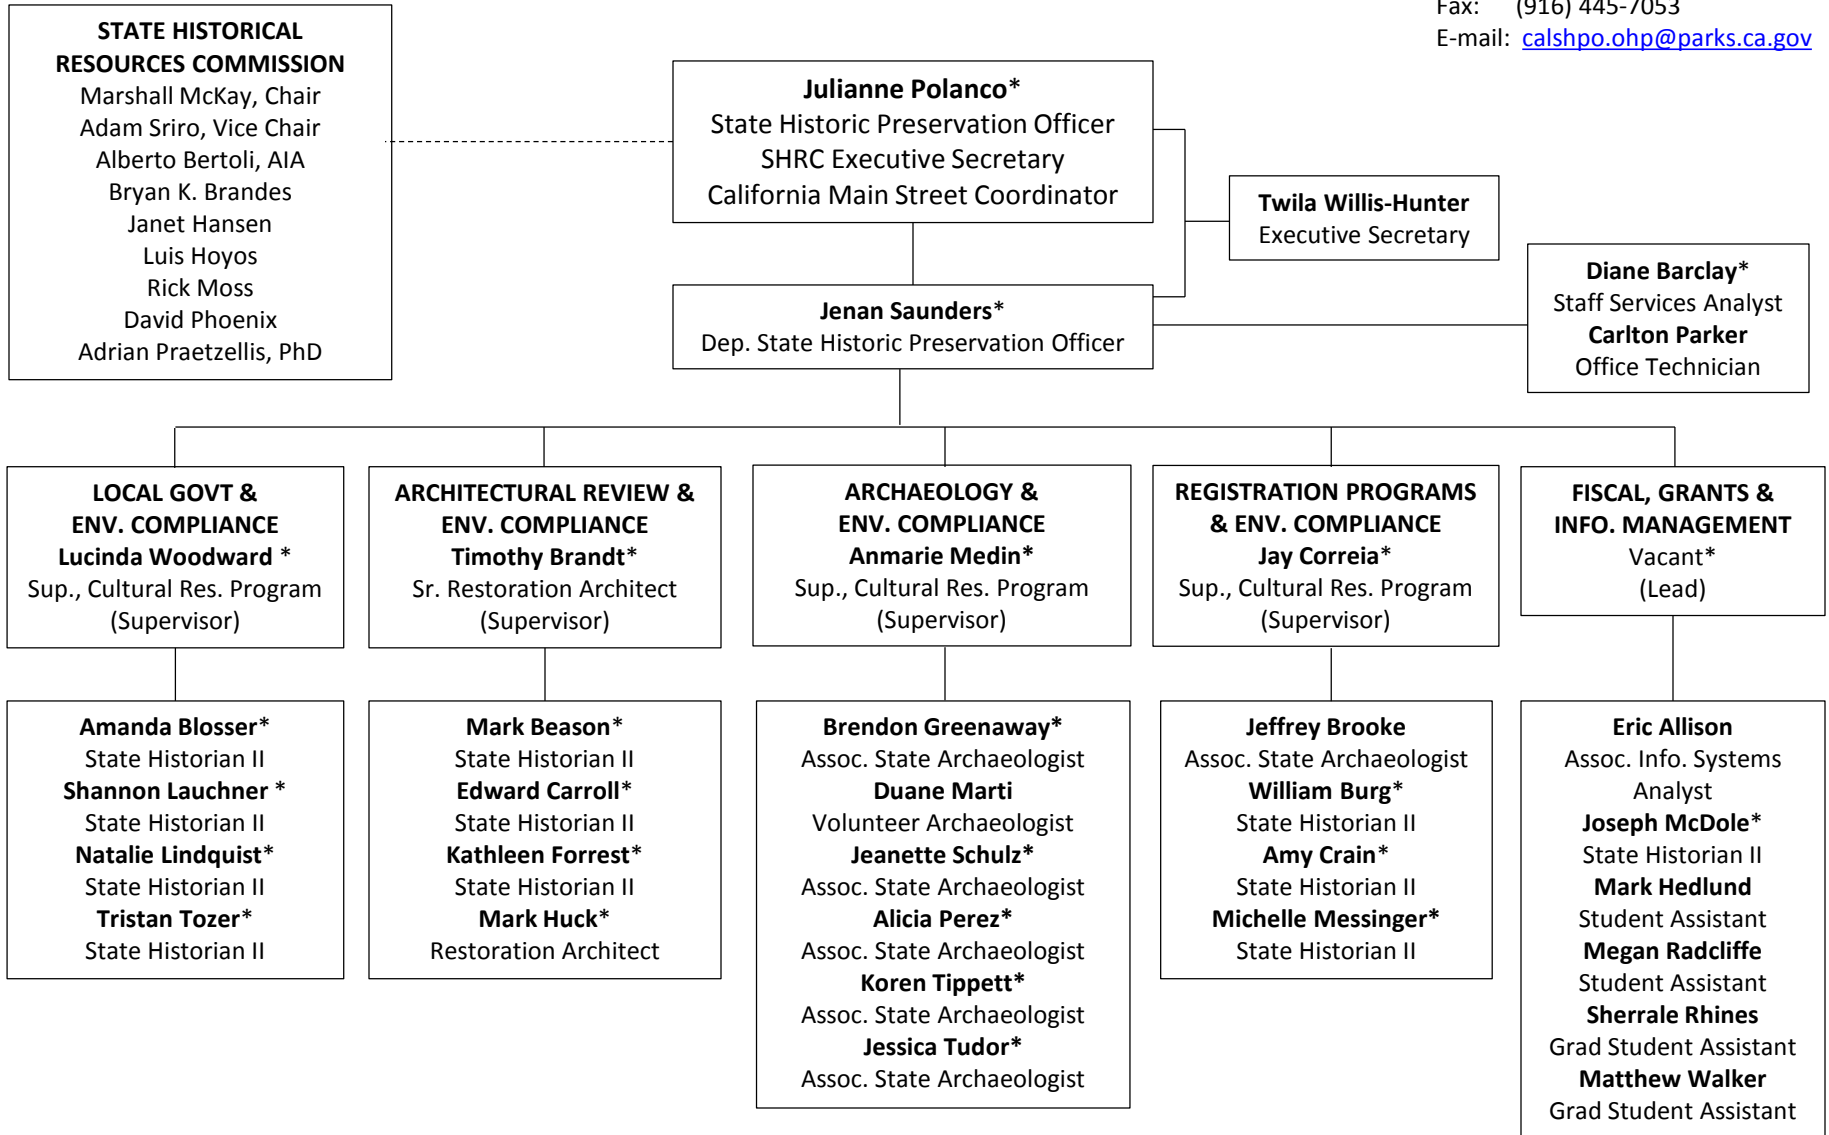 Fax: (916) 445-7053
E-mail: calshpo.ohp@parks.ca.gov
STATE HISTORICAL
RESOURCES COMMISSION
Marshall McKay, Chair
Adam Sriro, Vice Chair
Alberto Bertoli, AIA
Bryan K. Brandes
Janet Hansen
Luis Hoyos
Rick Moss
David Phoenix
Adrian Praetzellis, PhD
Julianne Polanco*
State Historic Preservation Officer
SHRC Executive Secretary
California Main Street Coordinator
Twila Willis-Hunter
Executive Secretary
Jenan Saunders*
Dep. State Historic Preservation Officer
Diane Barclay*
Staff Services Analyst
Carlton Parker
Office Technician
LOCAL GOVT &
ENV. COMPLIANCE
Lucinda Woodward *
Sup., Cultural Res. Program
(Supervisor)
ARCHITECTURAL REVIEW &
ENV. COMPLIANCE
Timothy Brandt*
Sr. Restoration Architect
(Supervisor)
ARCHAEOLOGY &
ENV. COMPLIANCE
Anmarie Medin*
Sup., Cultural Res. Program
(Supervisor)
REGISTRATION PROGRAMS
& ENV. COMPLIANCE
Jay Correia*
Sup., Cultural Res. Program
(Supervisor)
FISCAL, GRANTS &
INFO. MANAGEMENT
Vacant*
(Lead)
Amanda Blosser*
State Historian II
Shannon Lauchner *
State Historian II
Natalie Lindquist*
State Historian II
Tristan Tozer*
State Historian II
Mark Beason*
State Historian II
Edward Carroll*
State Historian II
Kathleen Forrest*
State Historian II
Mark Huck*
Restoration Architect
Brendon Greenaway*
Assoc. State Archaeologist
Duane Marti
Volunteer Archaeologist
Jeanette Schulz*
Assoc. State Archaeologist
Alicia Perez*
Assoc. State Archaeologist
Koren Tippett*
Assoc. State Archaeologist
Jessica Tudor*
Assoc. State Archaeologist
Jeffrey Brooke
Assoc. State Archaeologist
William Burg*
State Historian II
Amy Crain*
State Historian II
Michelle Messinger*
State Historian II
Eric Allison
Assoc. Info. Systems
Analyst
Joseph McDole*
State Historian II
Mark Hedlund
Student Assistant
Megan Radcliffe
Student Assistant
Sherrale Rhines
Grad Student Assistant
Matthew Walker
Grad Student Assistant